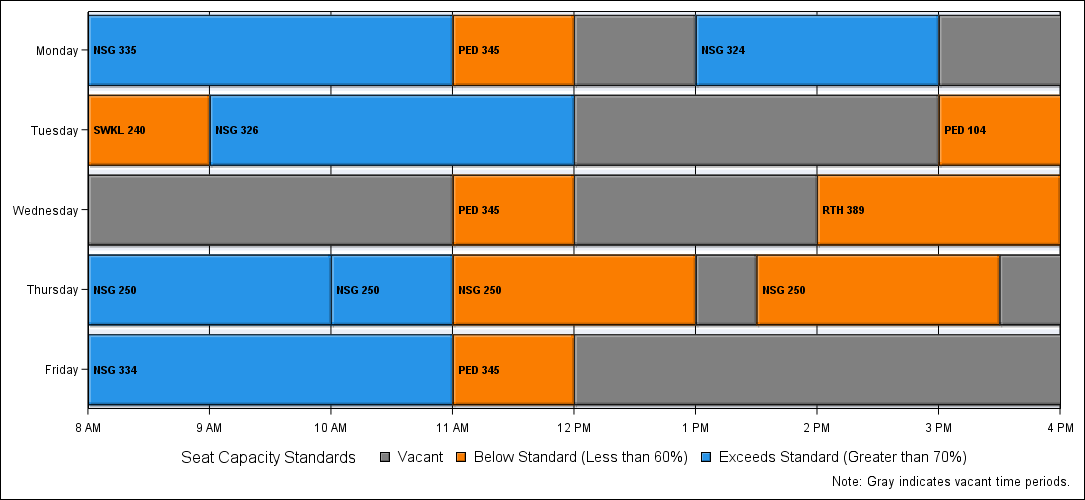 Monday
NSG 335
PED 345
NSG 324
Tuesday
SWKL 240
NSG 326
PED 104
Wednesday
PED 345
RTH 389
Thursday
NSG 250
NSG 250
NSG 250
NSG 250
Friday
NSG 334
PED 345
8 AM 9 AM 10 AM 11 AM 12 PM 1 PM 2 PM 3 PM 4 PM
Seat Capacity Standards Vacant Below Standard (Less than 60%) Exceeds Standard (Greater than 70%)
Note: Gray indicates vacant time periods.